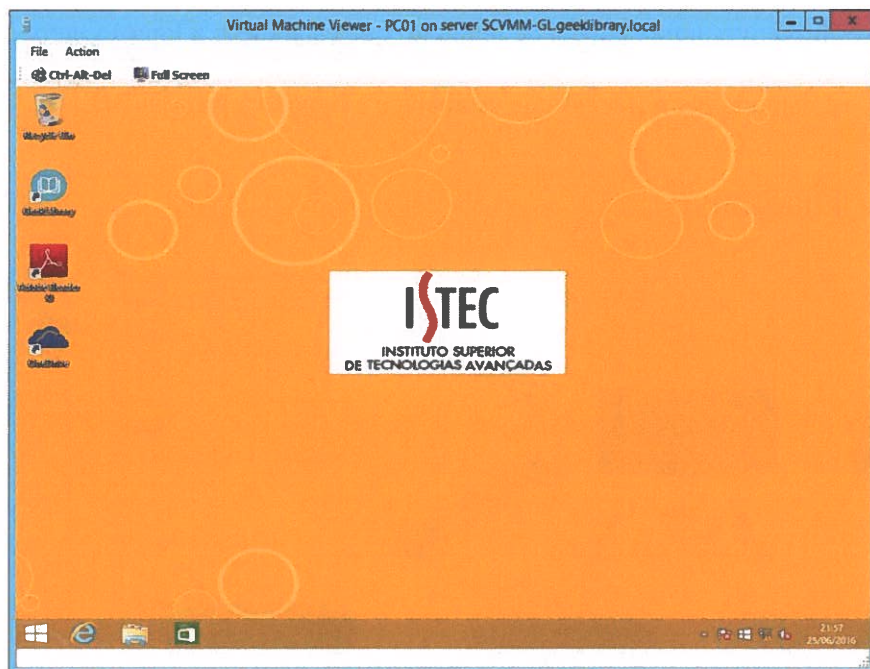 Virtual Machine Viewer - PC01 on server SCVMM-GL.geeklibrary.local
File Action
Ctrl-Alt-Del Full Screen
ISTEC
INSTITUTO SUPERIOR
DE TECNOLOGIAS AVANÇADAS
21:57
25/06/2016